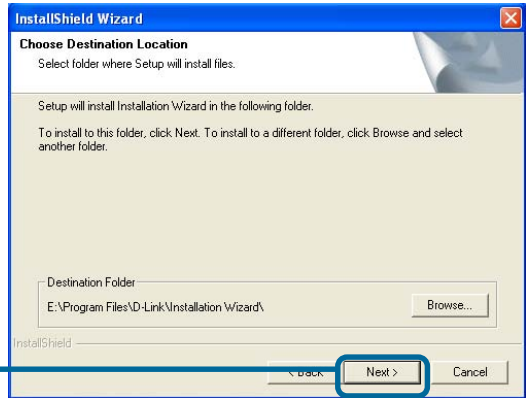 InstallShield Wizard
Choose Destination Location
Select folder where Setup will install files.
Setup will install Installation Wizard in the following folder.
To install to this folder, click Next. To install to a different folder, click Browse and select
another folder.
Destination Folder
E:\Program Files\D-Link\Installation Wizard\
Browse...
InstallShield
< Back
Next >
Cancel